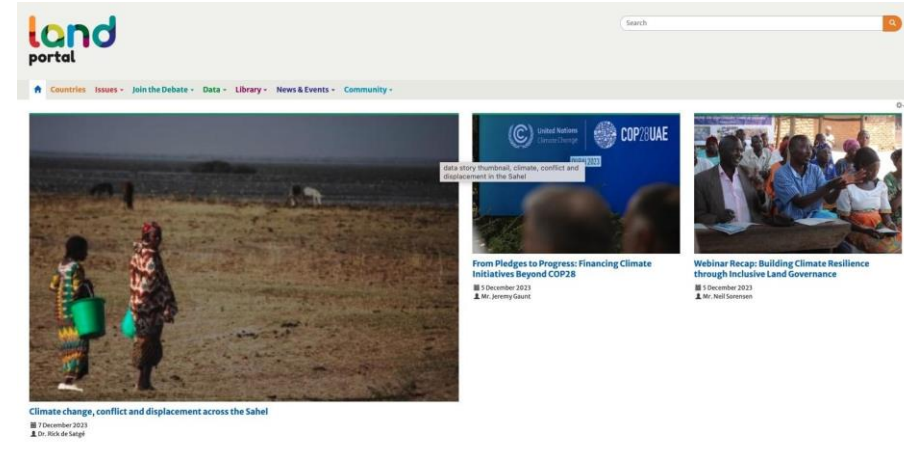 land
portal
Search
Countries Issues Join the Debate Data Library News & Events Community
United Nations
Climate Change
COP28UAE
DUBAI 2023
data story thumbnail, climate, conflict and
displacement in the Sahel
Climate change, conflict and displacement across the Sahel
7 December 2023
Dr. Rick de Satgé
From Pledges to Progress: Financing Climate
Initiatives Beyond COP28
5 December 2023
Mr. Jeremy Gaunt
Webinar Recap: Building Climate Resilience
through Inclusive Land Governance
5 December 2023
Mr. Neil Sorensen